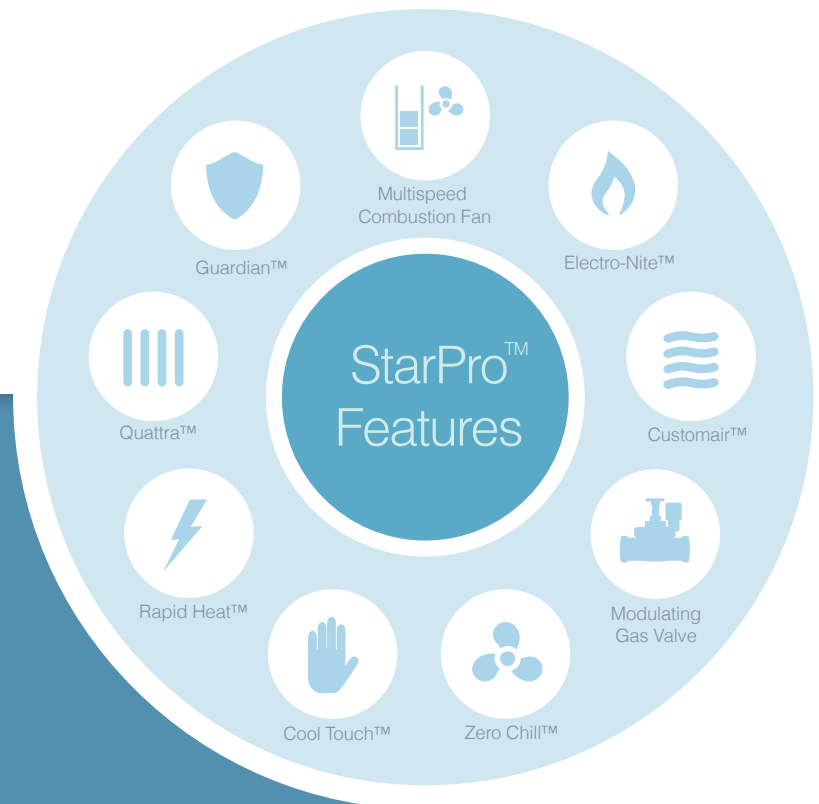 StarPro™
Features
Multispeed
Combustion Fan
Electro-Nite™
Customair™
Modulating
Gas Valve
Zero Chill™
Cool Touch™
Rapid Heat™
Quattra™
Guardian™